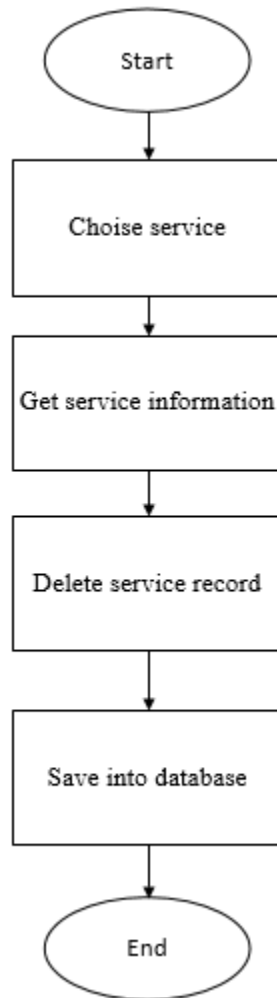 Start
Choise service
Get service information
Delete service record
Save into database
End